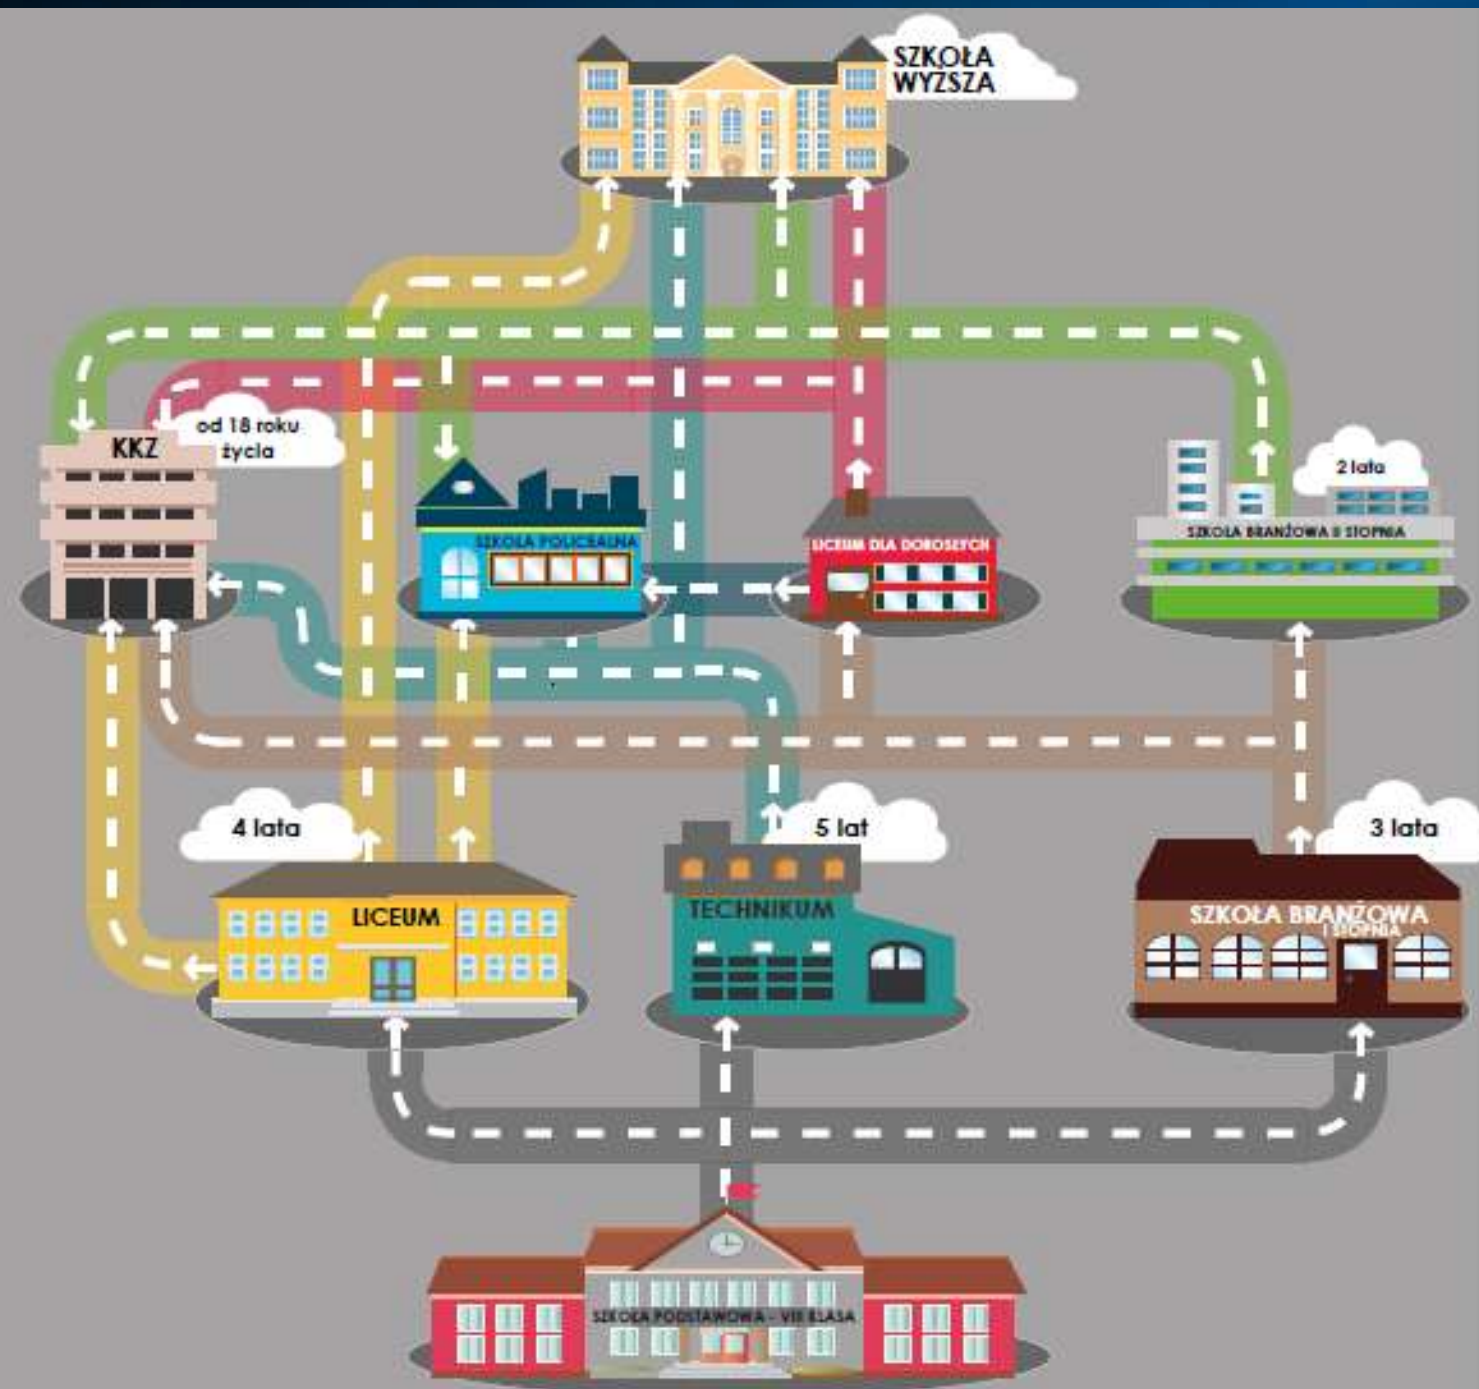 SZKOŁA
WYŻSZA
od 18 roku
życia
KKZ
2 lata
SZKOŁA POLICEALNA
LICEUM DLA DOROSŁYCH
SZKOŁA BRANŻOWA II STOPNIA
4 lata
5 lat
3 lata
LICEUM
TECHNIKUM
SZKOŁA BRANŻOWA
I STOPNIA
SZKOŁA PODSTAWOWA - VIII KLASA